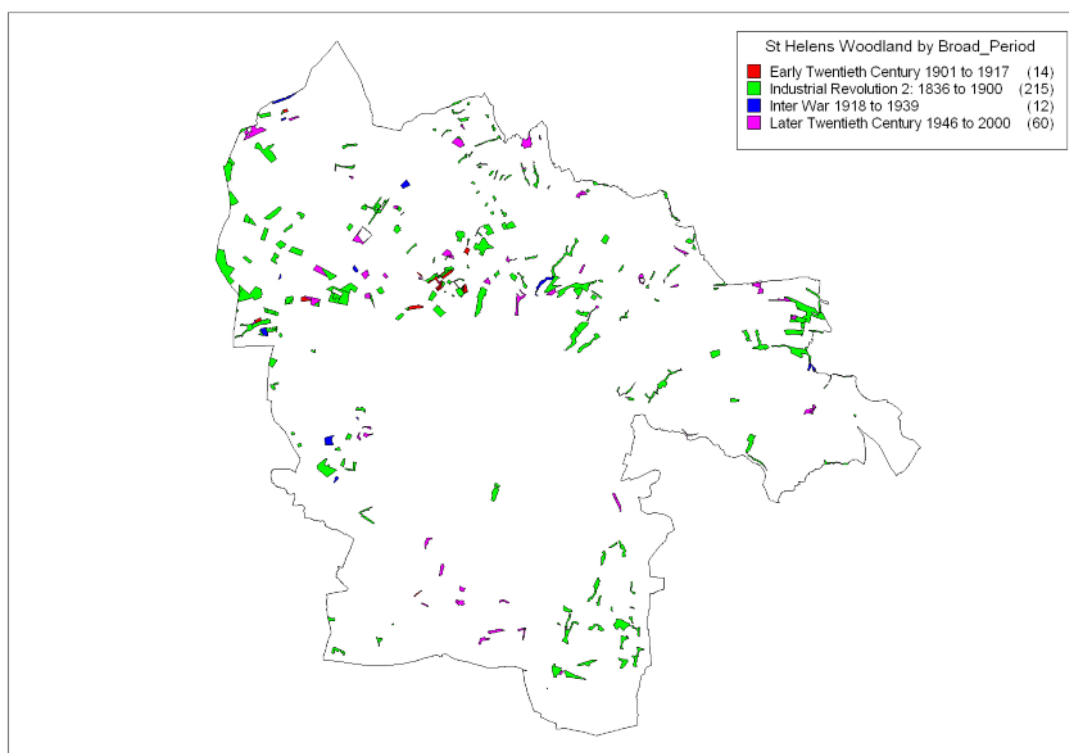 St Helens Woodland by Broad_Period
Early Twentieth Century 1901 to 1917 (14)
Industrial Revolution 2: 1836 to 1900 (215)
Inter War 1918 to 1939 (12)
Later Twentieth Century 1946 to 2000 (60)